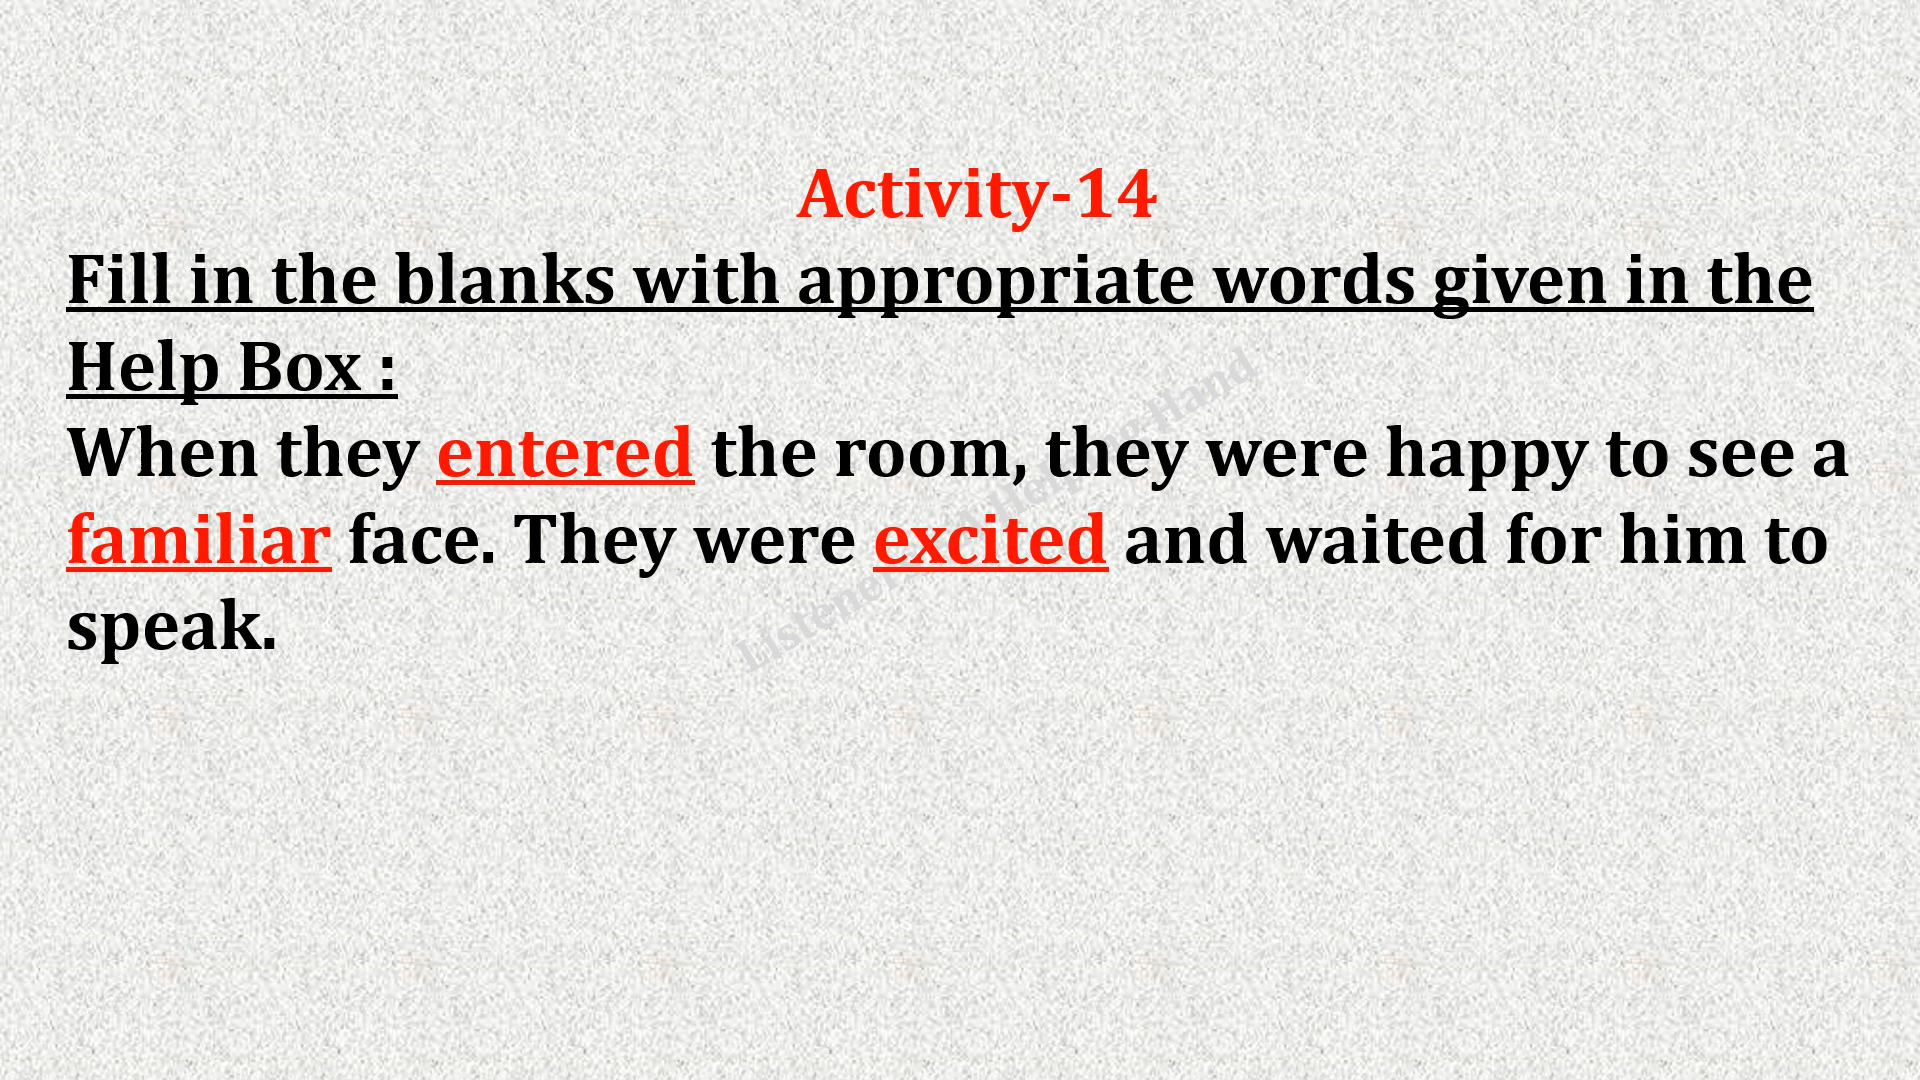 Activity-14
Fill in the blanks with appropriate words given in the
Help Box :
When they entered the room, they were happy to see a
familiar face. They were excited and waited for him to
speak.